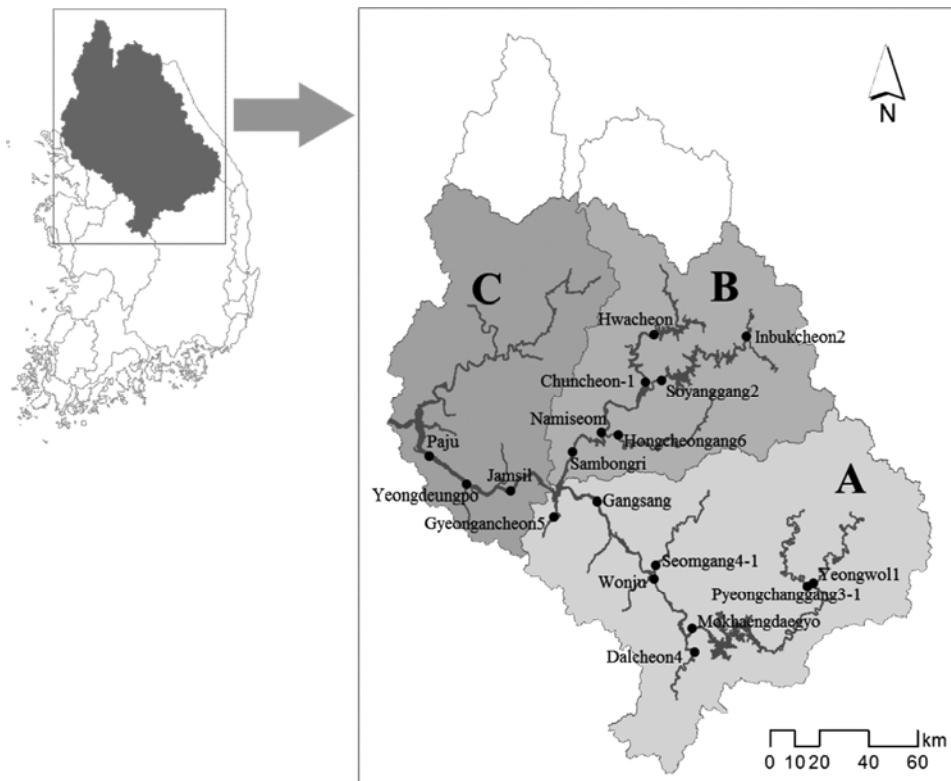 N
C
B
Hwacheon
Inbukcheon2
Chuncheon-1
Soyanggang2
Namiseom
Hongcheongang6
Paju
Sambongri
Jamsil
A
Yeongdeungpo
Gangsang
Gyeongancheon5
Seomgang4-1
Wonju
Yeongwol1
Pyeongchanggang3-1
Mokhaengdaegyo
Dalcheon4
km
0 10 20 40 60